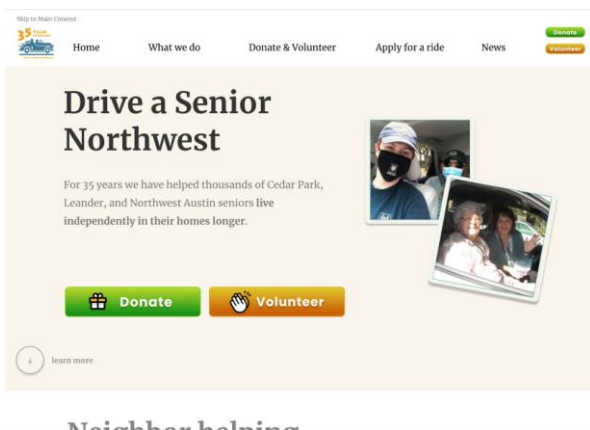 Skip to Main Content
35
Home What we do Donate & Volunteer Apply for a ride News
Donate
Volunteer
Drive a Senior
Northwest
For 35 years we have helped thousands of Cedar Park,
Leander, and Northwest Austin seniors live
independently in their homes longer.
Donate Volunteer
learn more
Neighbor helping